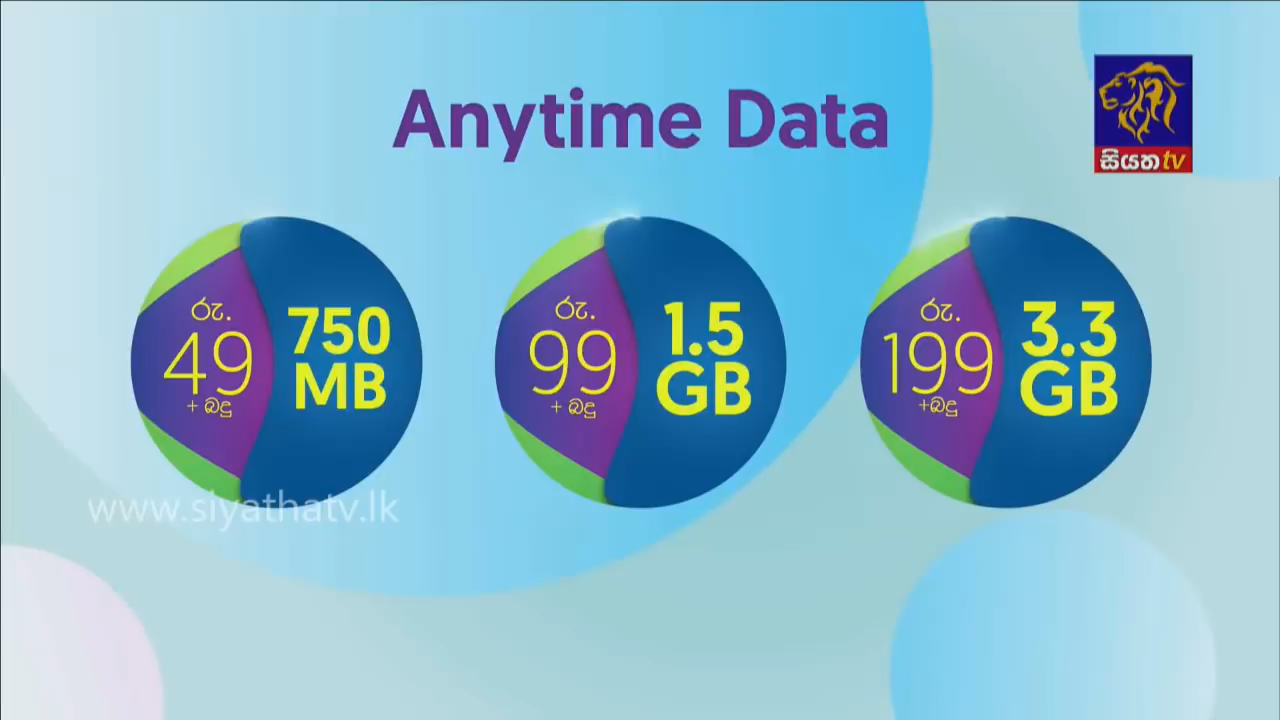 Anytime Data
සියත tv
රු.
49
+ බදු
750
MB
රු.
99
+ බදු
1.5
GB
රු.
199
+බදු
3.3
GB
www.siyathatv.lk